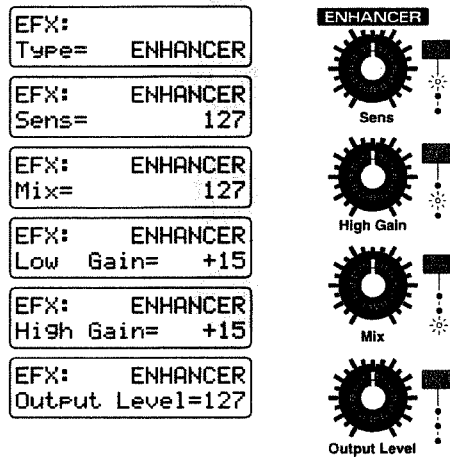 EFX:
Type= ENHANCER
EFX: ENHANCER
Sens= 127
EFX: ENHANCER
Mix= 127
EFX: ENHANCER
Low Gain= +15
EFX: ENHANCER
High Gain= +15
EFX: ENHANCER
Output Level=127
ENHANCER
Sens
High Gain
Mix
Output Level